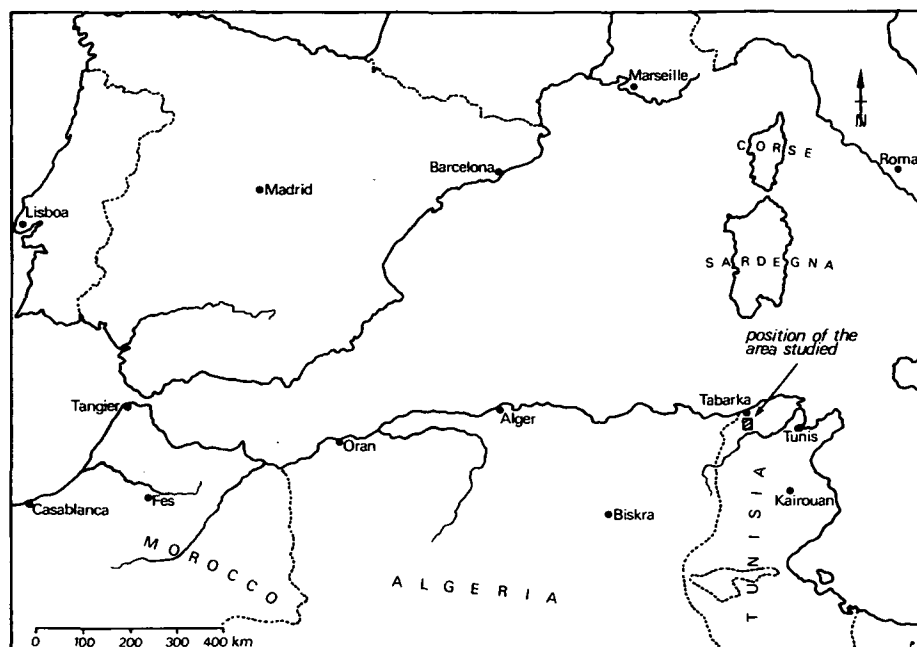 Marseille
N
CORSE
Roma
Barcelona
Madrid
Lisboa
SARDEGNA
position of the
area studied
Tabarka
Tangier
Alger
Tunis
Oran
Fes
Casablanca
Kairouan
Biskra
MOROCCO
ALGERIA
TUNISIA
0 100 200 300 400 km